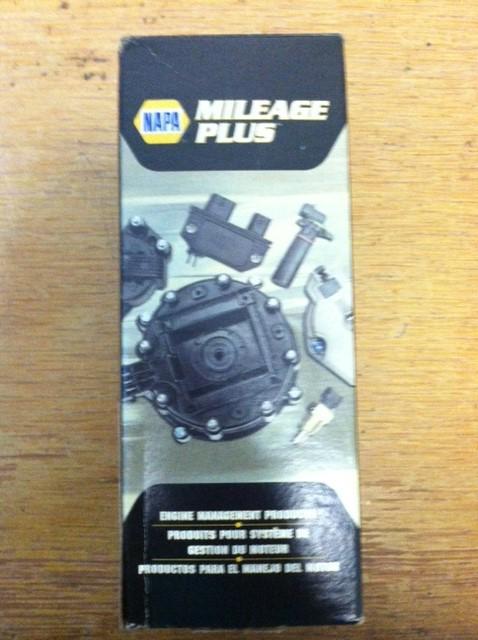 NAPA
MILEAGE
PLUS
ENGINE MANAGEMENT PRODUCTS
PRODUITS POUR SYSTÈME DE
GESTION DU MOTEUR
PRODUCTOS PARA EL MANEJO DEL MOTOR